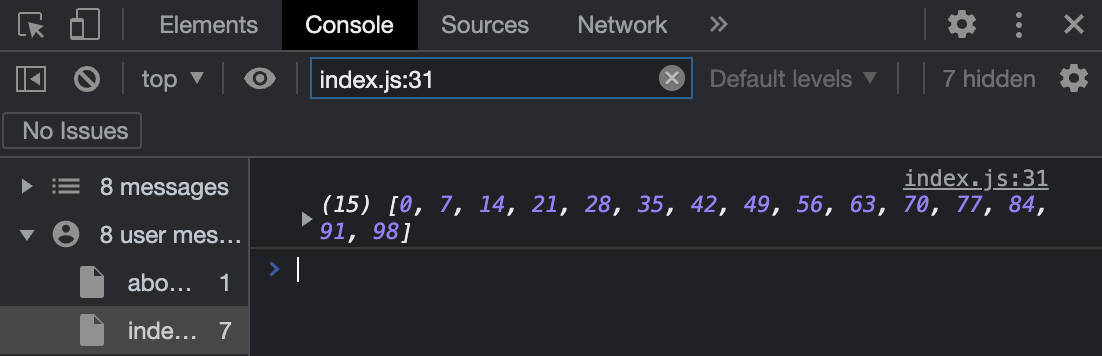 Elements Console Sources Network »
top ▼ index.js:31 Default levels ▼ 7 hidden
No Issues
8 messages
index.js:31
(15) [0, 7, 14, 21, 28, 35, 42, 49, 56, 63, 70, 77, 84,
91, 98]
8 user mes…
abo… 1
inde… 7